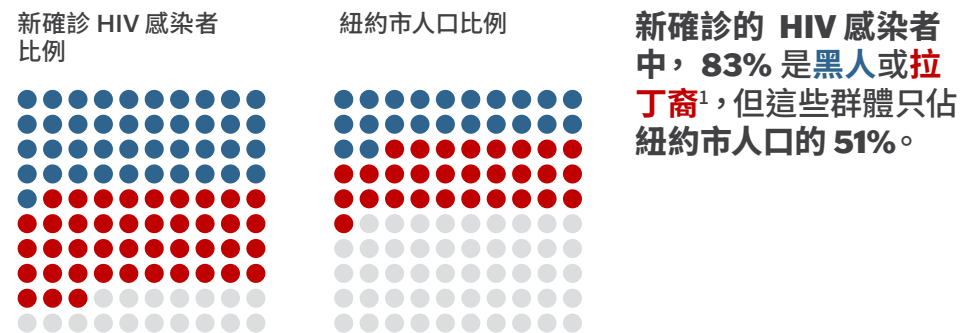 新確診 HIV 感染者
比例
紐約市人口比例
新確診的 HIV 感染者
中，83% 是黑人或拉
丁裔¹，但這些群體只佔
紐約市人口的 51%。